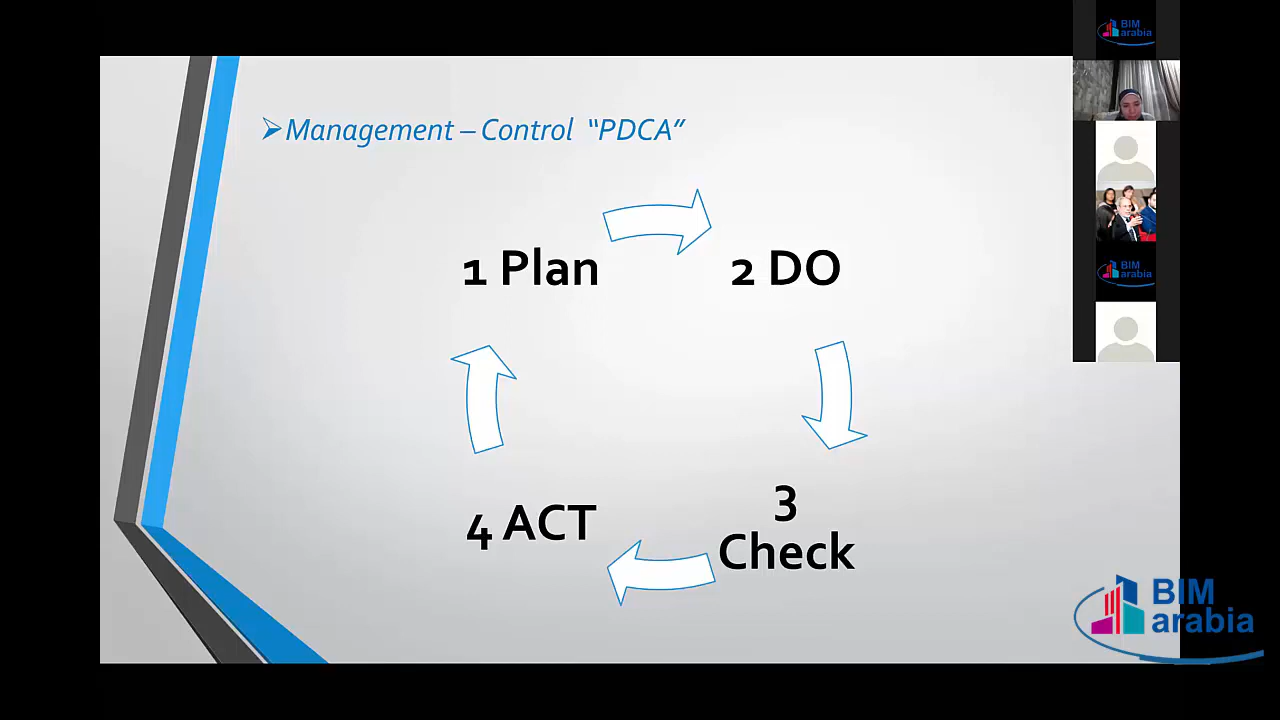 BIM
arabia
➢Management – Control “PDCA”
1 Plan
2 DO
4 ACT
3
Check
BIM
arabia
BIM
arabia